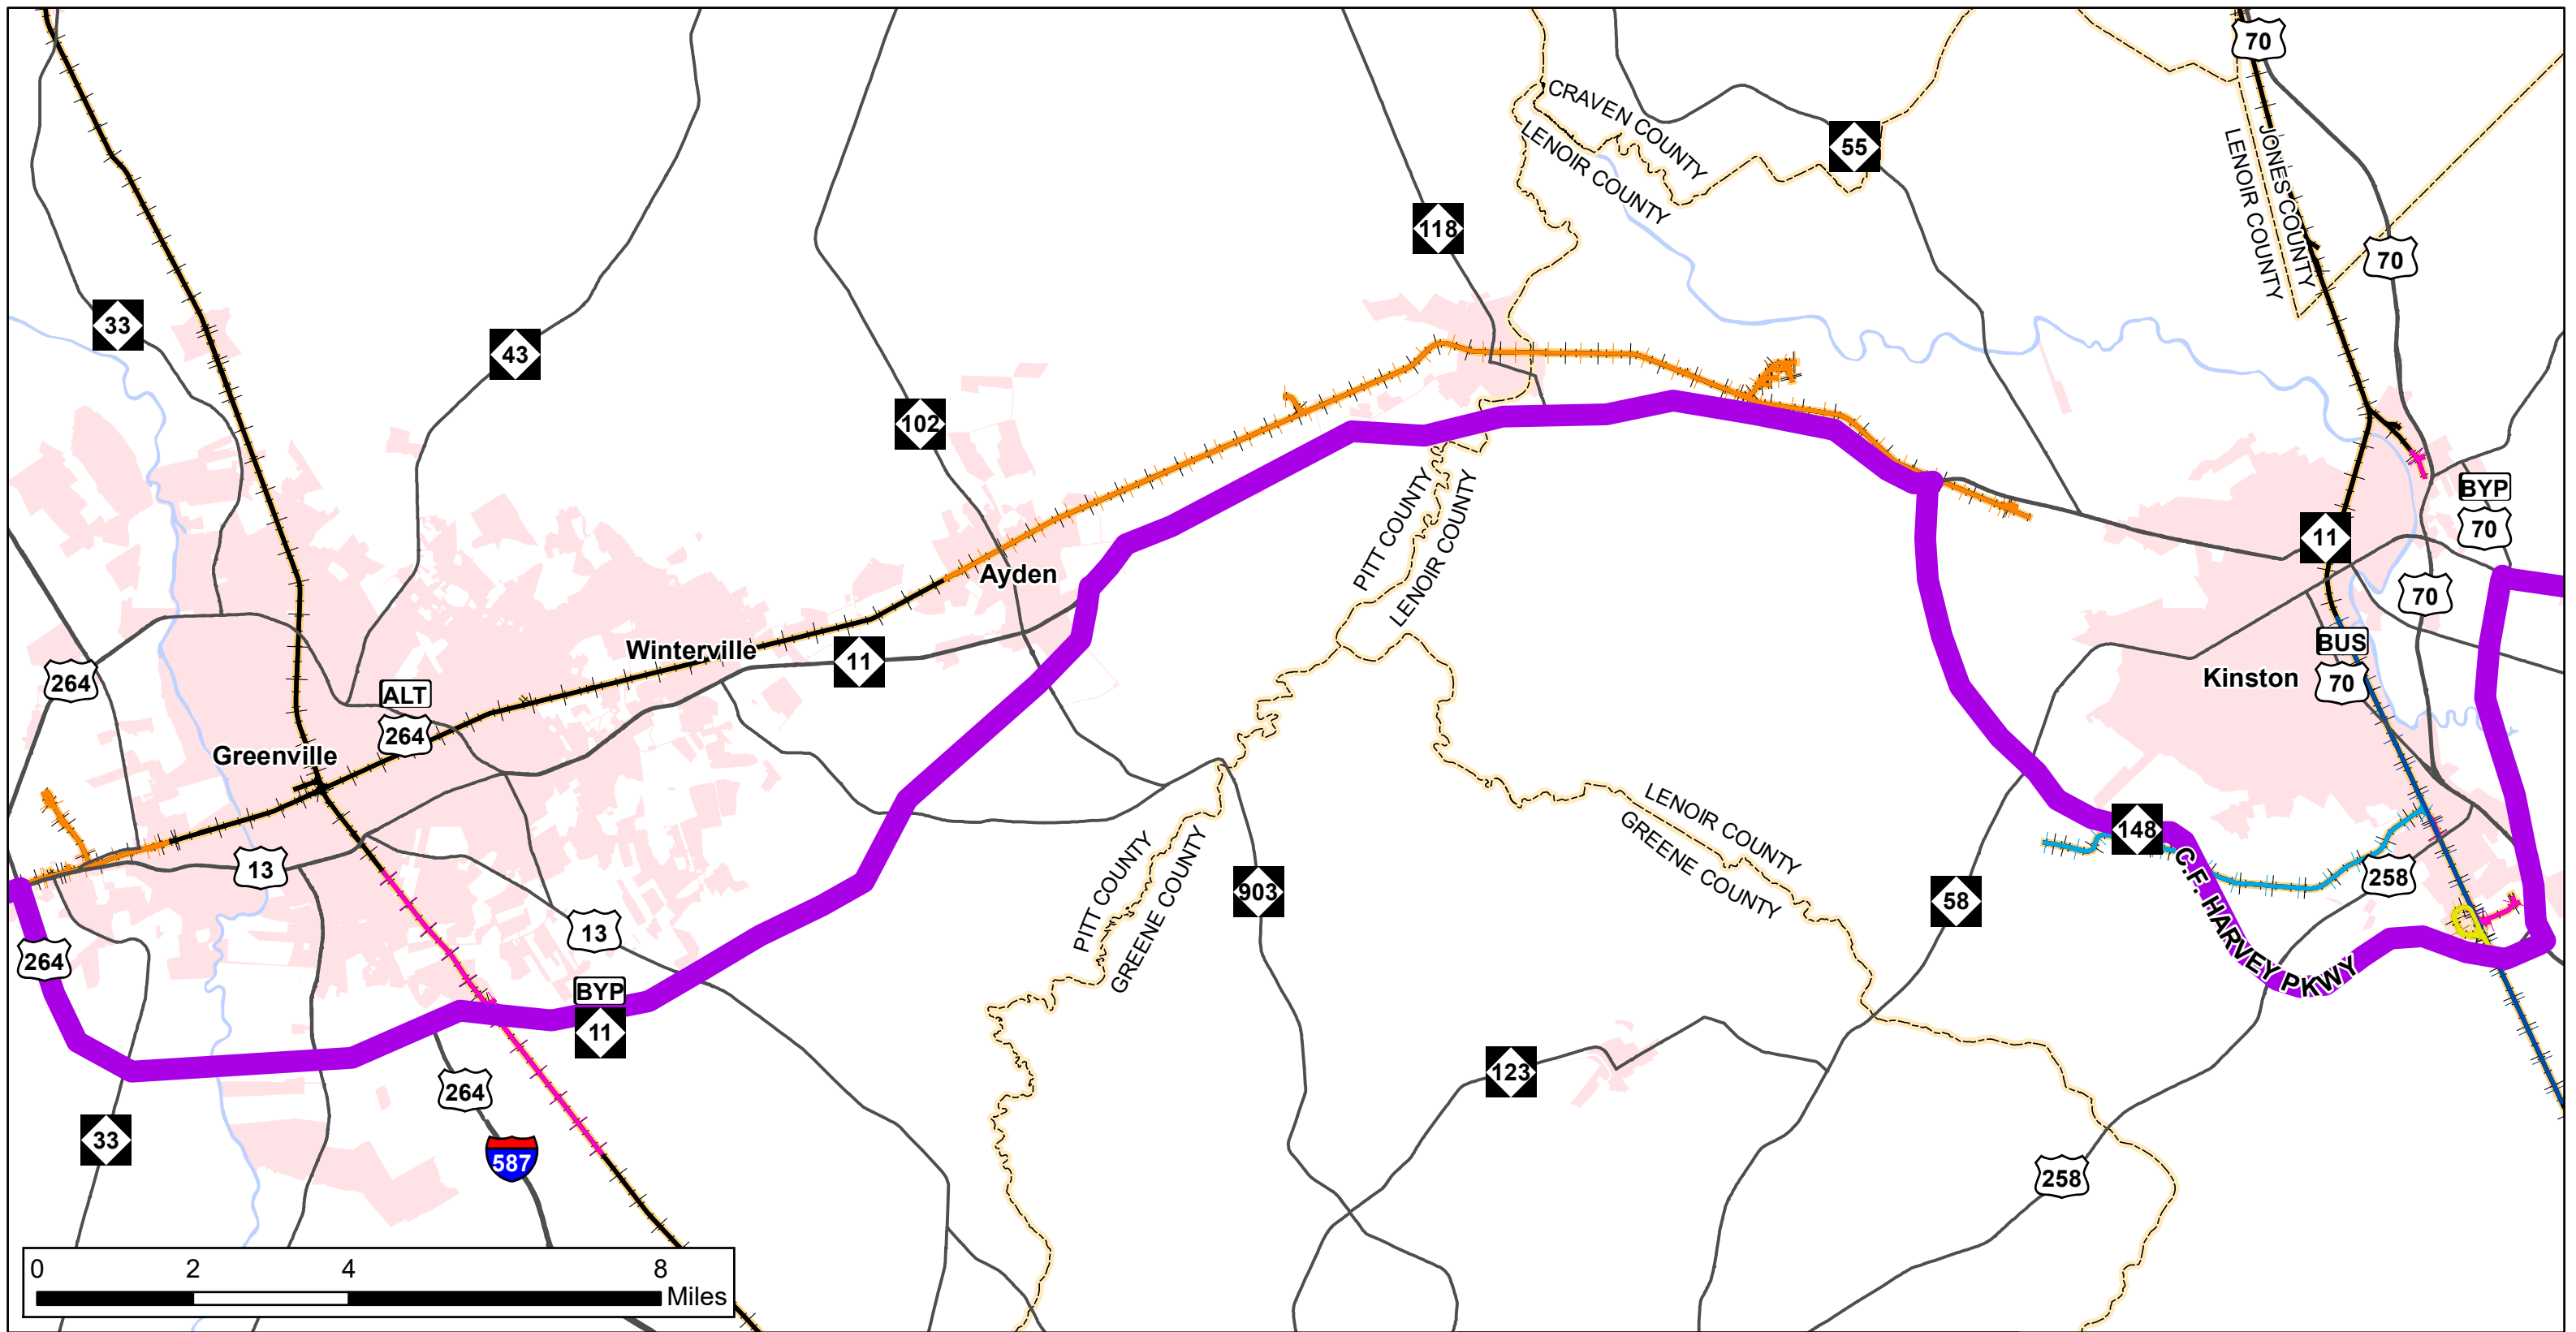 70
CRAVEN COUNTY
LENOIR COUNTY
55
JONES COUNTY
LENOIR COUNTY
118
70
33
43
102
PITT COUNTY
LENOIR COUNTY
BYP
70
11
Ayden
70
Winterville
11
BUS
70
Kinston
264
ALT
264
Greenville
LENOIR COUNTY
GREENE COUNTY
148
C.F. HARVEY PKWY
258
PITT COUNTY
GREENE COUNTY
13
903
58
13
264
BYP
11
123
264
33
587
258
0 2 4 8
Miles